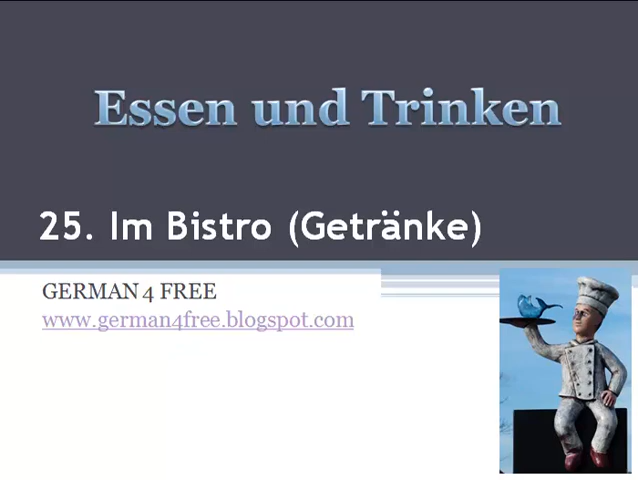 Essen und Trinken
25. Im Bistro (Getränke)
GERMAN 4 FREE
www.german4free.blogspot.com